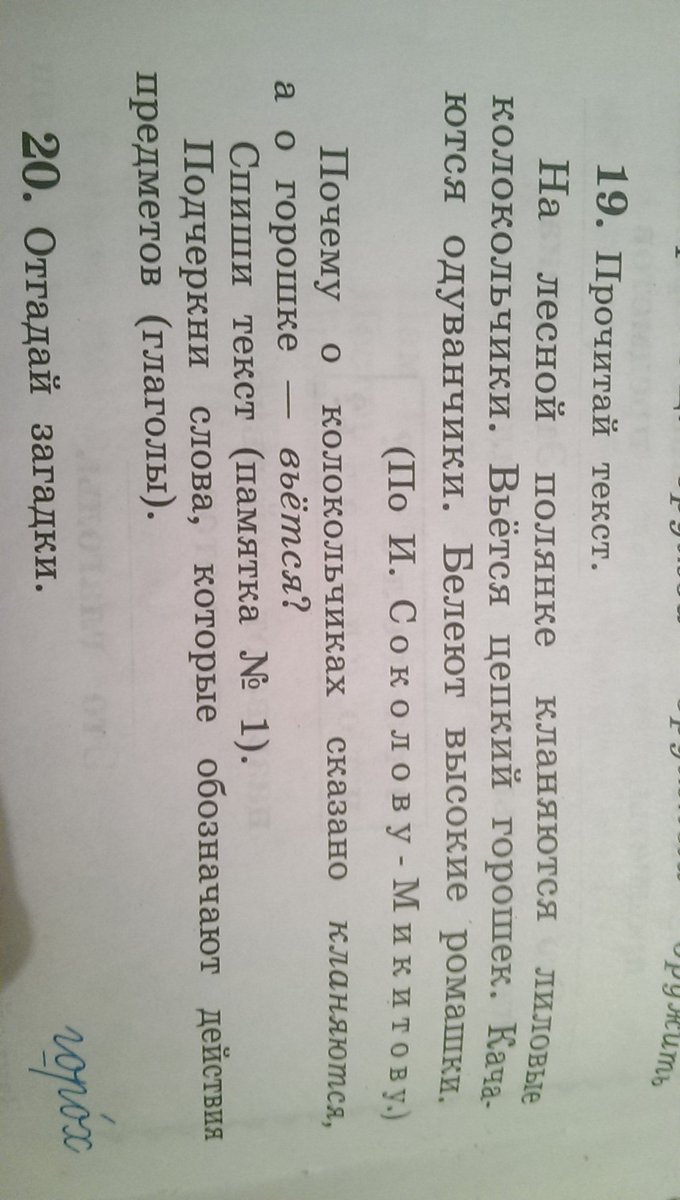 дружить
19. Прочитай текст.
На лесной полянке кланяются лиловые
колокольчики. Вьётся цепкий горошек. Кача-
ются одуванчики. Белеют высокие ромашки.
(По И. Соколову-Микитову.)
Почему о колокольчиках сказано кланяются,
а о горошке — вьётся?
Спиши текст (памятка № 1).
Подчеркни слова, которые обозначают действия
предметов (глаголы).
20. Отгадай загадки.
горо́х